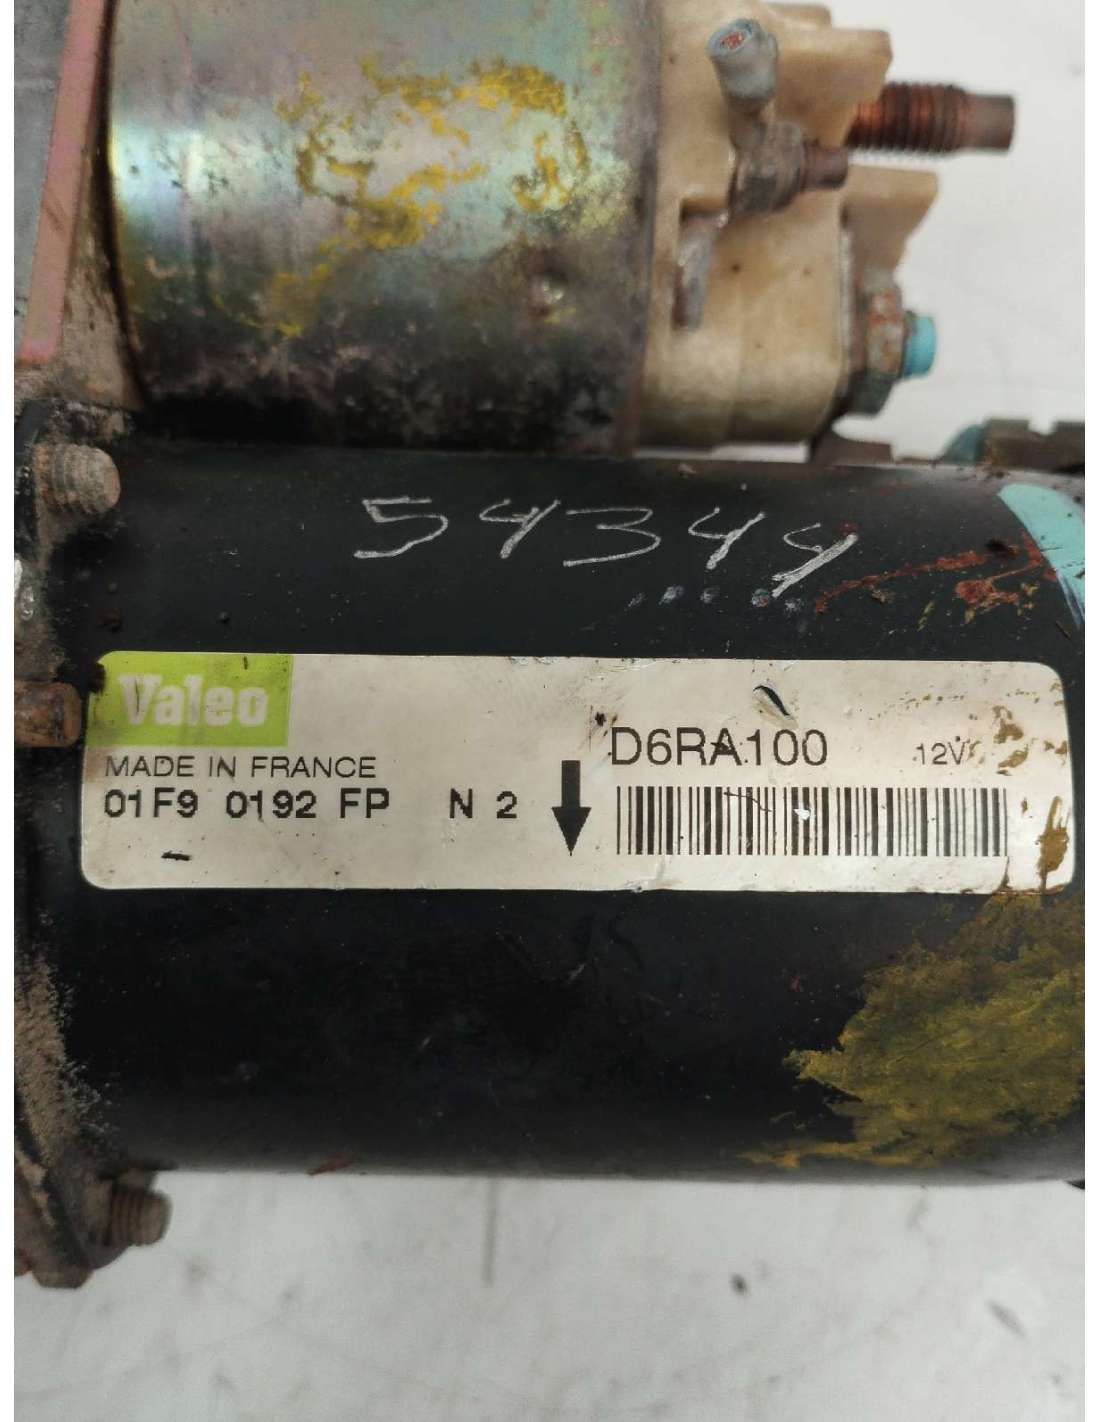 54344
Valeo
MADE IN FRANCE
01F9 0192 FP N 2
D6RA100 12V